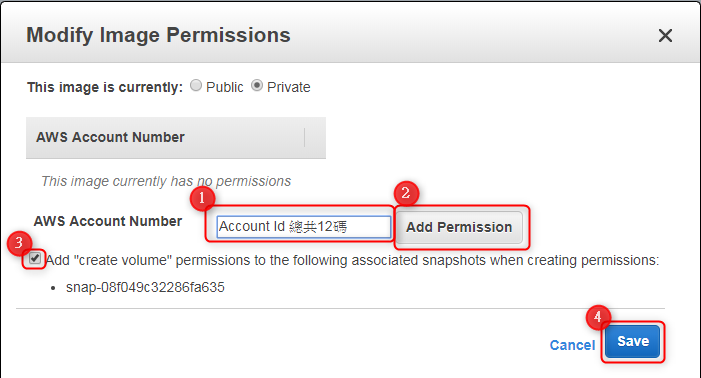 Modify Image Permissions
This image is currently: Public Private
AWS Account Number
This image currently has no permissions
1
2
AWS Account Number Account Id 總共12碼 Add Permission
3
Add "create volume" permissions to the following associated snapshots when creating permissions:
snap-08f049c32286fa635
4
Cancel Save